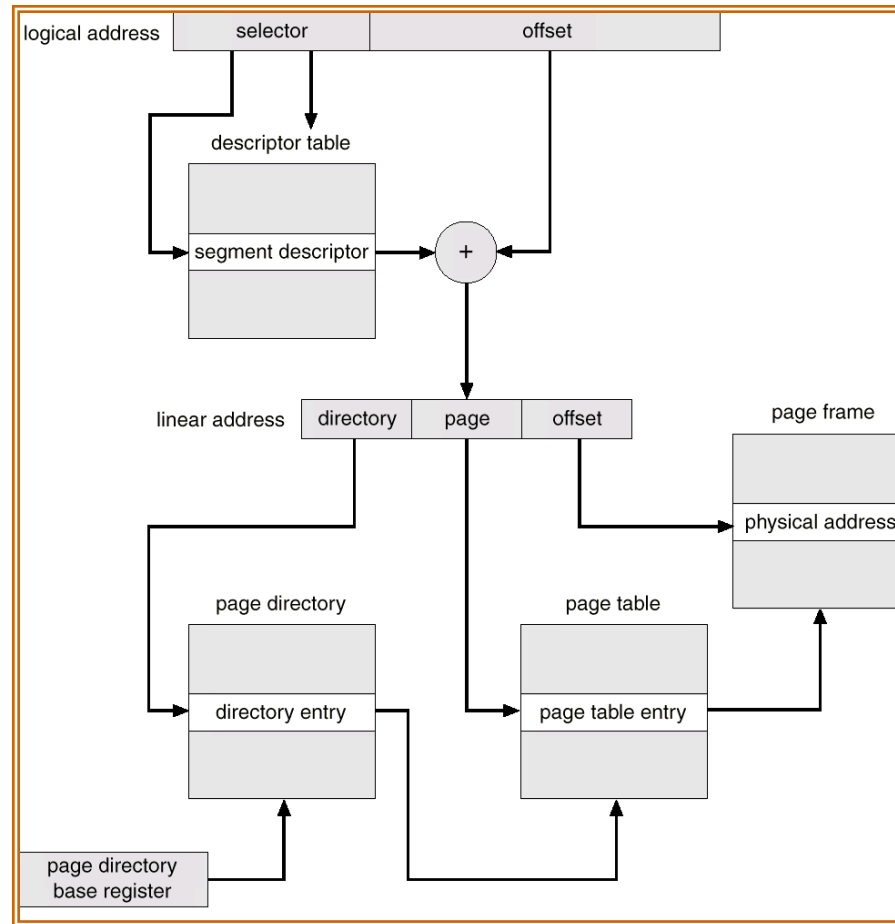 logical address
selector
offset
descriptor table
segment descriptor
+
linear address
directory
page
offset
page frame
physical address
page directory
page table
directory entry
page table entry
page directory
base register